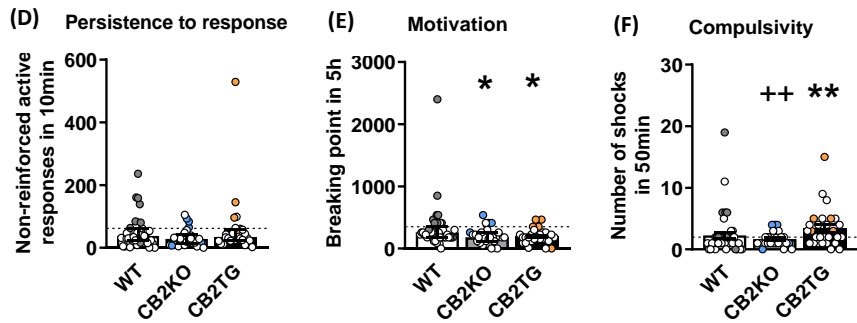 (D) Persistence to response
Non-reinforced active
responses in 10min
600
400
200
0
WT
CB2KO
CB2TG
(E) Motivation
Breaking point in 5h
3000
2000
1000
0
*
*
WT
CB2KO
CB2TG
(F) Compulsivity
Number of shocks
in 50min
30
20
10
0
++
**
WT
CB2KO
CB2TG